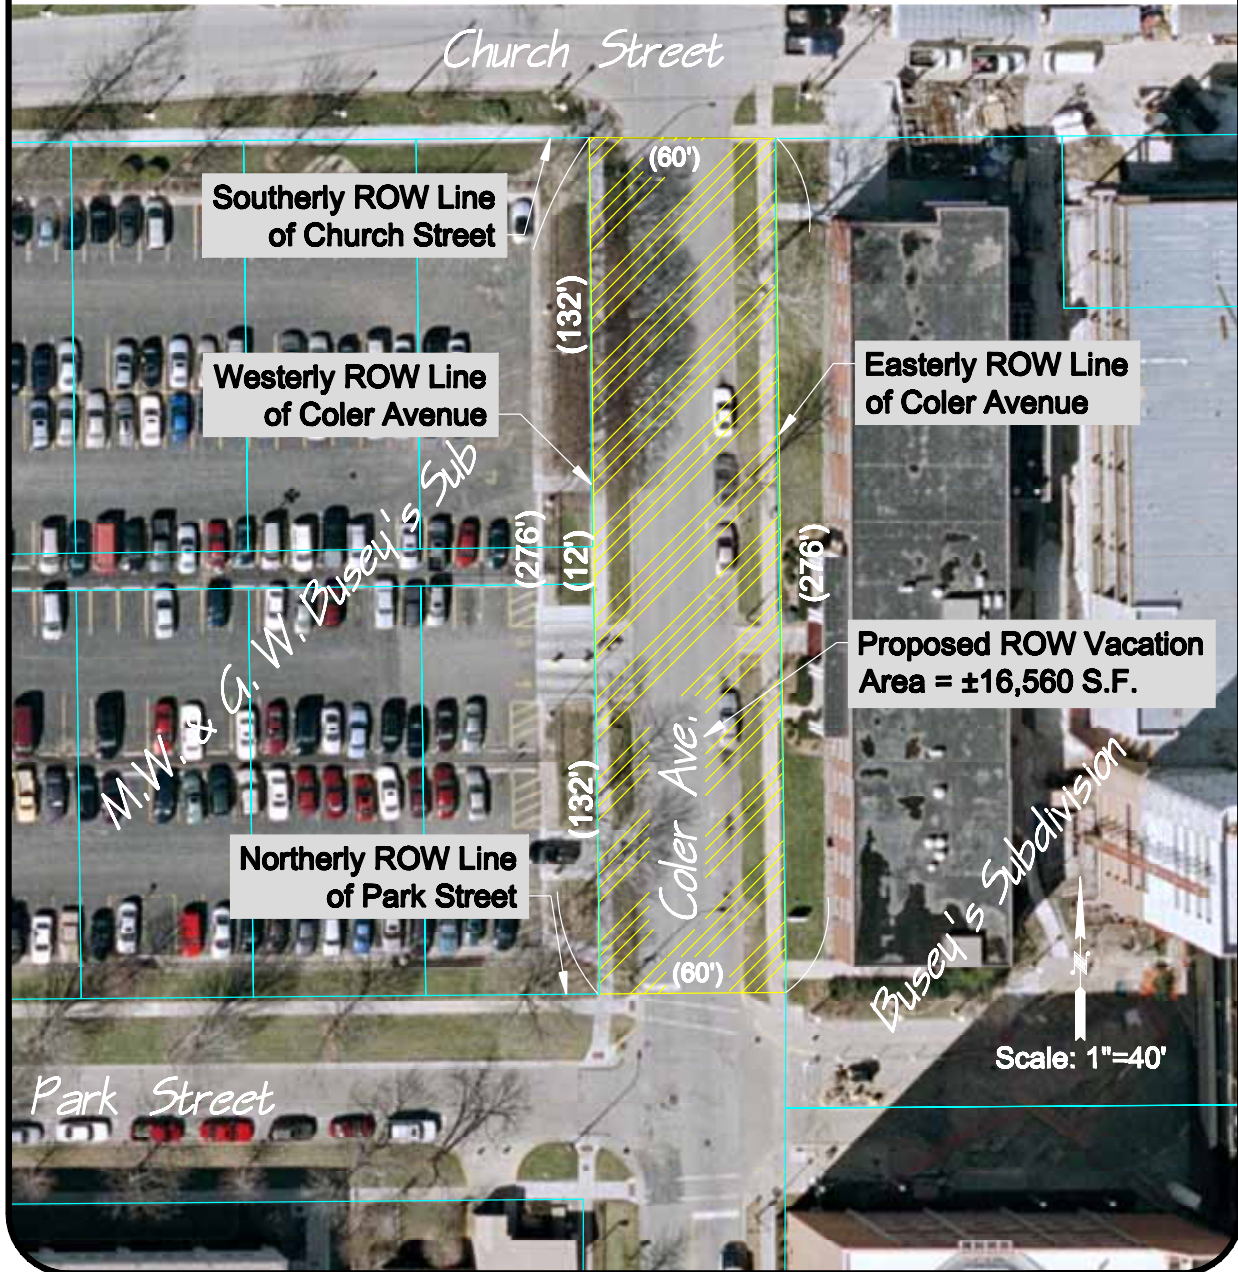 Church Street
(60')
Southerly ROW Line
of Church Street
(132')
Westerly ROW Line
of Coler Avenue
Easterly ROW Line
of Coler Avenue
M.W. & G. W. Busey's Sub
(276')
(12')
(276')
Proposed ROW Vacation
Area = ±16,560 S.F.
Coler Ave.
(132')
Northerly ROW Line
of Park Street
(60')
Busey's Subdivision
N
Scale: 1"=40'
Park Street